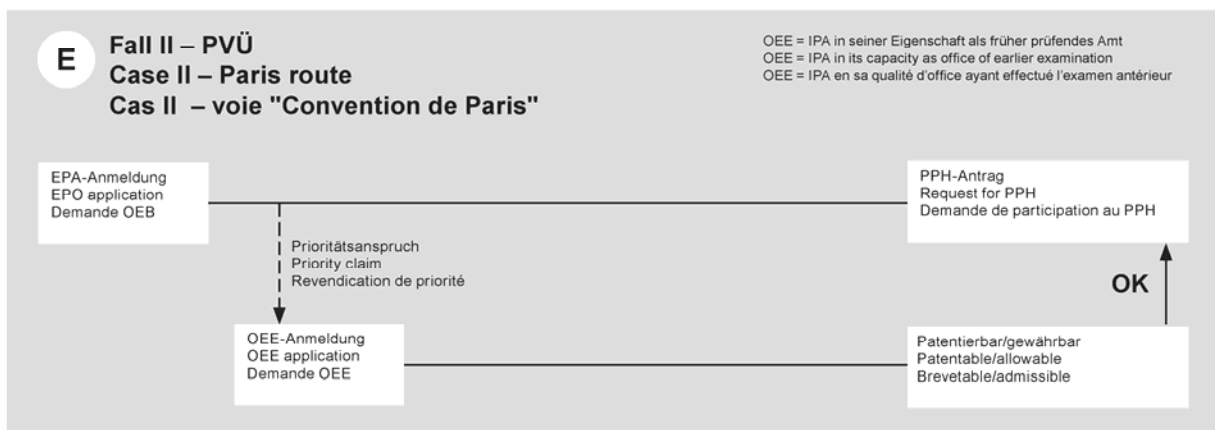 E
Fall II – PVÜ
Case II – Paris route
Cas II – voie "Convention de Paris"
OEE = IPA in seiner Eigenschaft als früher prüfendes Amt
OEE = IPA in its capacity as office of earlier examination
OEE = IPA en sa qualité d'office ayant effectué l'examen antérieur
EPA-Anmeldung
EPO application
Demande OEB
PPH-Antrag
Request for PPH
Demande de participation au PPH
Prioritätsanspruch
Priority claim
Revendication de priorité
OK
OEE-Anmeldung
OEE application
Demande OEE
Patentierbar/gewährbar
Patentable/allowable
Brevetable/admissible